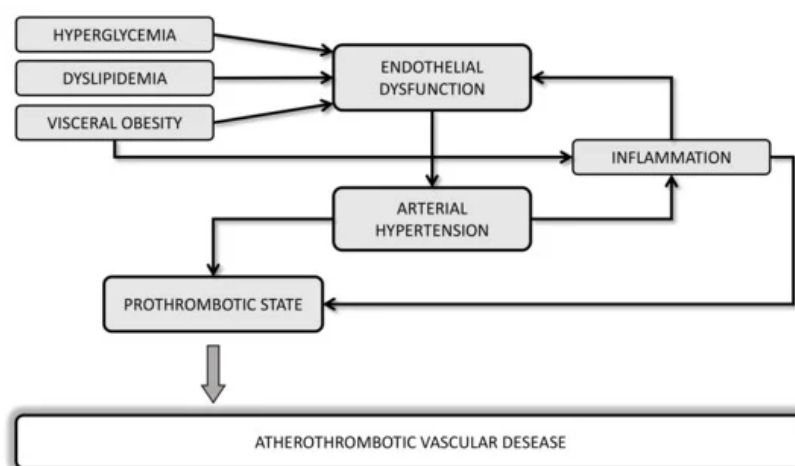 HYPERGLYCEMIA
DYSLIPIDEMIA
VISCERAL OBESITY
ENDOTHELIAL
DYSFUNCTION
INFLAMMATION
ARTERIAL
HYPERTENSION
PROTHROMBOTIC STATE
ATHEROTHROMBOTIC VASCULAR DESEASE